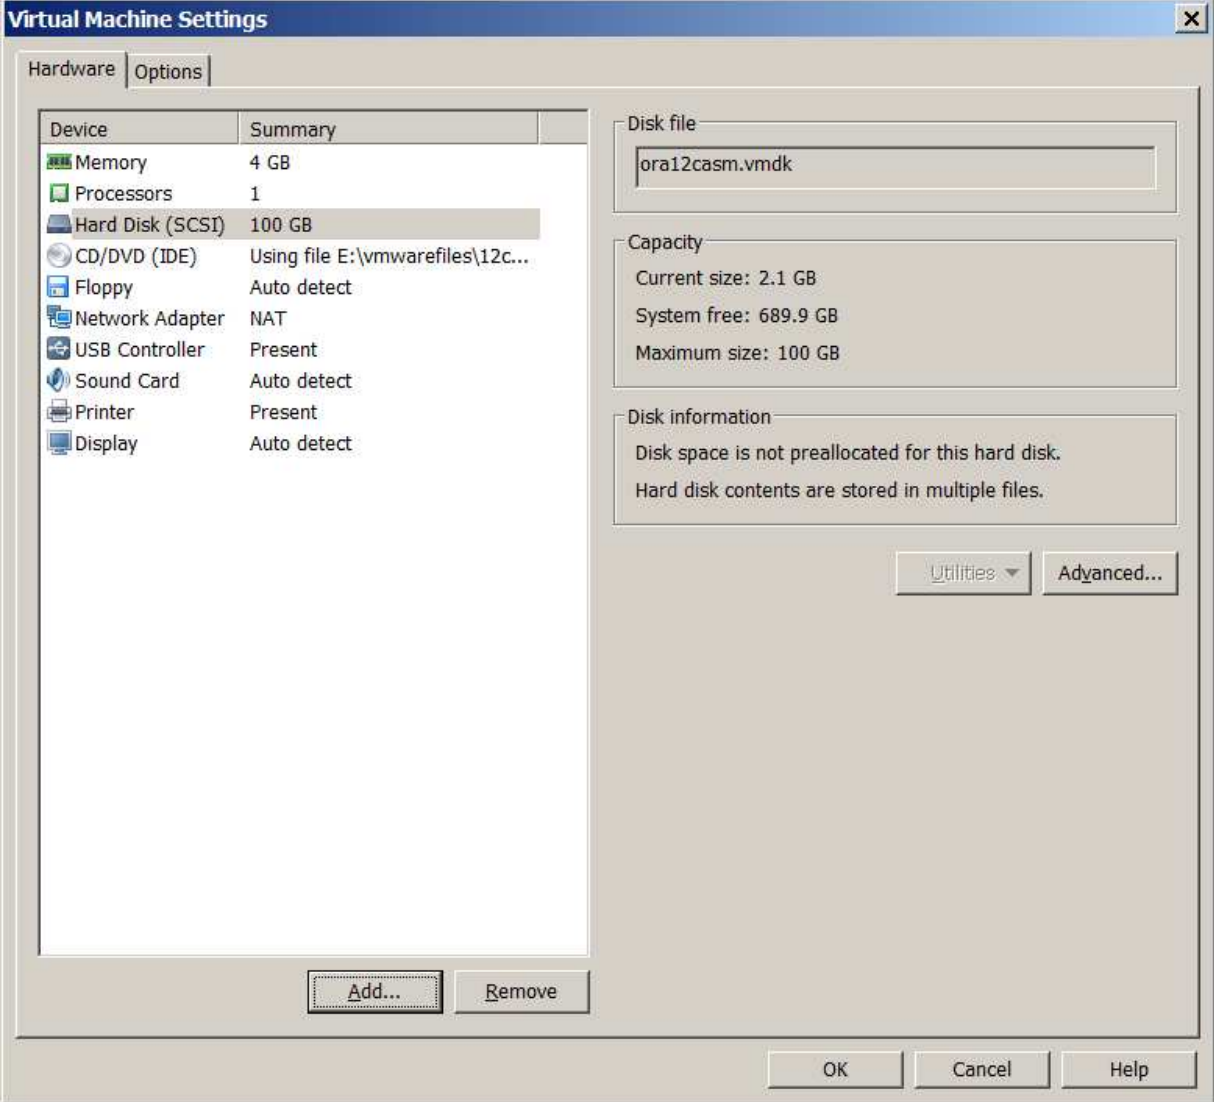 Virtual Machine Settings
Hardware Options
Device Summary
Memory 4 GB
Processors 1
Hard Disk (SCSI) 100 GB
CD/DVD (IDE) Using file E:\vmwarefiles\12c...
Floppy Auto detect
Network Adapter NAT
USB Controller Present
Sound Card Auto detect
Printer Present
Display Auto detect
Add... Remove
Disk file
ora12casm.vmdk
Capacity
Current size: 2.1 GB
System free: 689.9 GB
Maximum size: 100 GB
Disk information
Disk space is not preallocated for this hard disk.
Hard disk contents are stored in multiple files.
Utilities Advanced...
OK Cancel Help